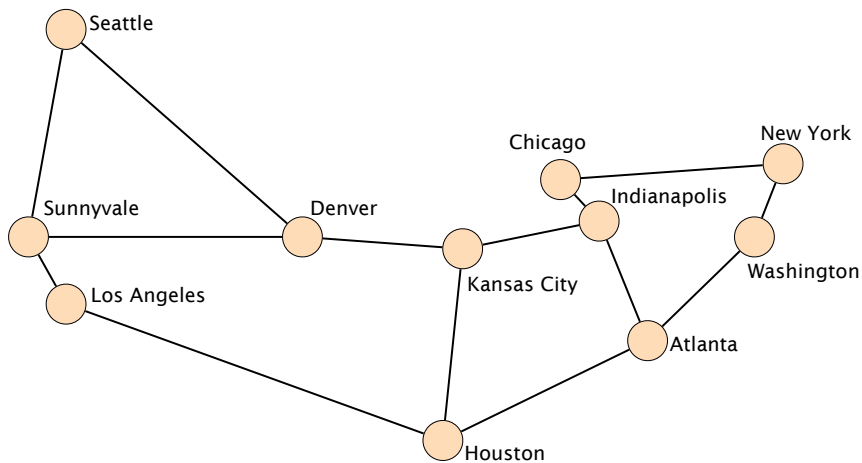 Seattle
New York
Chicago
Indianapolis
Sunnyvale
Denver
Washington
Kansas City
Los Angeles
Atlanta
Houston